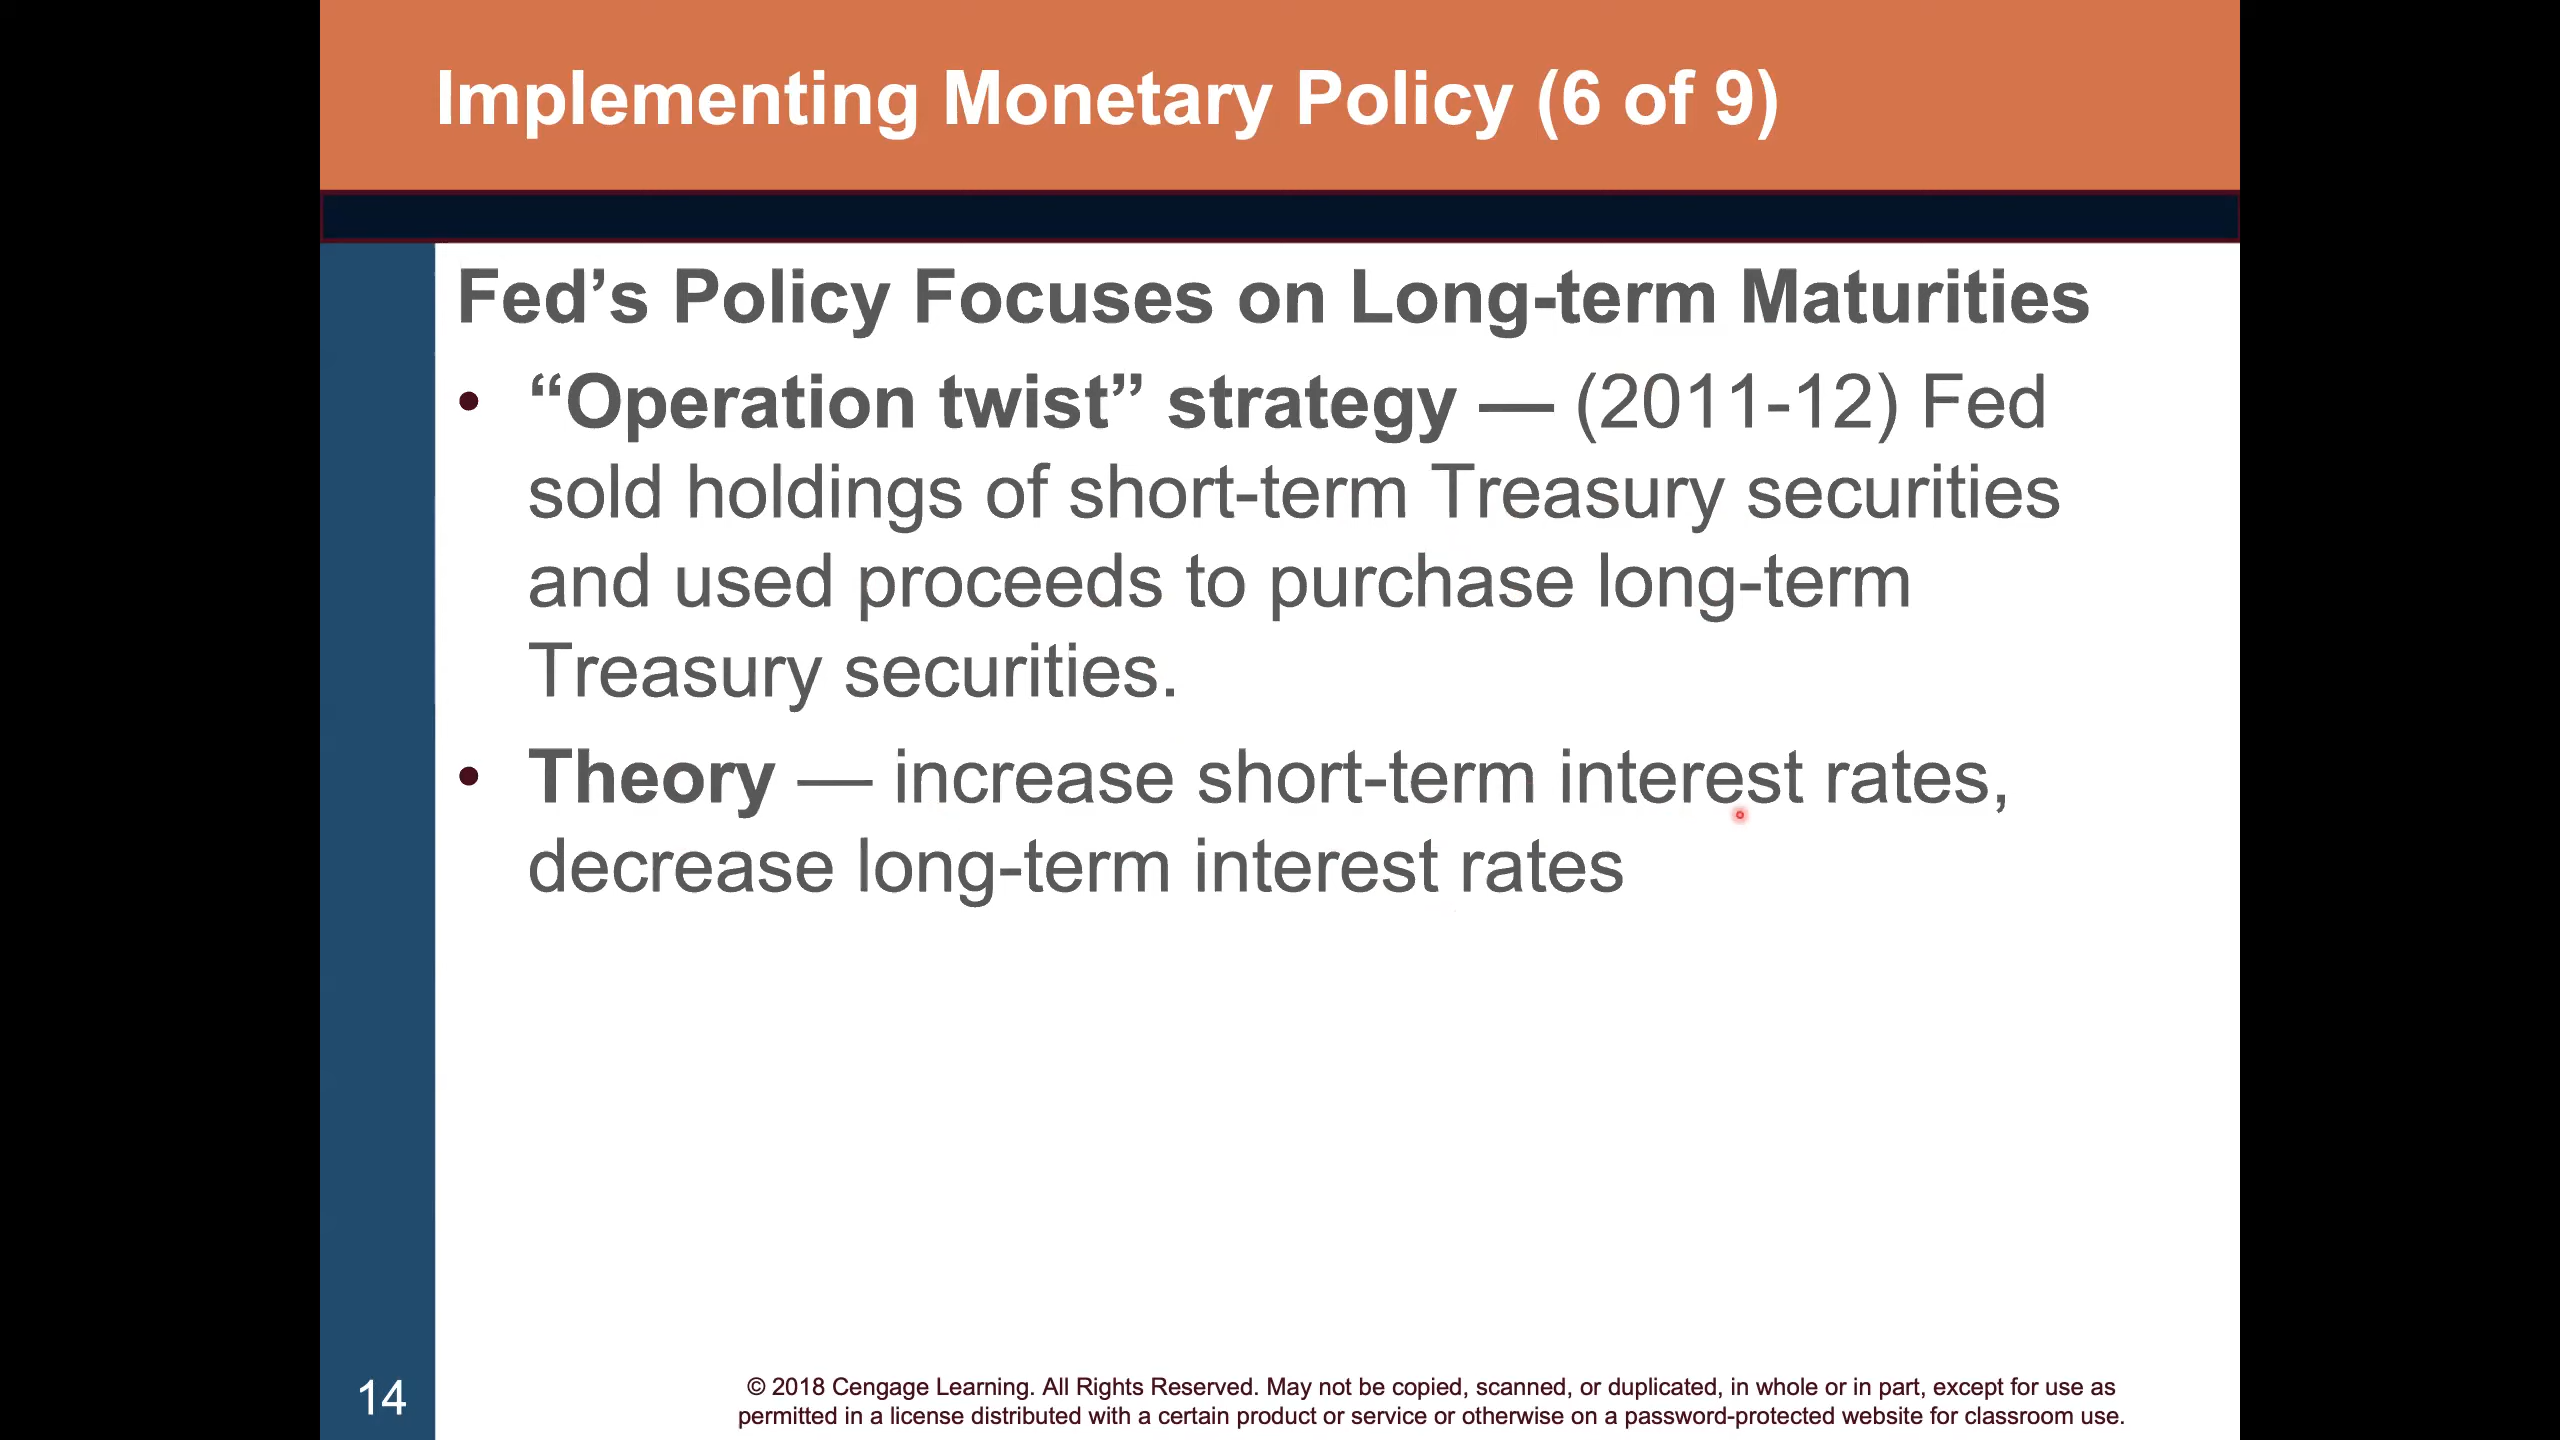 Implementing Monetary Policy (6 of 9)
Fed’s Policy Focuses on Long-term Maturities
• “Operation twist” strategy — (2011-12) Fed
sold holdings of short-term Treasury securities
and used proceeds to purchase long-term
Treasury securities.
• Theory — increase short-term interest rates,
decrease long-term interest rates
14
© 2018 Cengage Learning. All Rights Reserved. May not be copied, scanned, or duplicated, in whole or in part, except for use as
permitted in a license distributed with a certain product or service or otherwise on a password-protected website for classroom use.